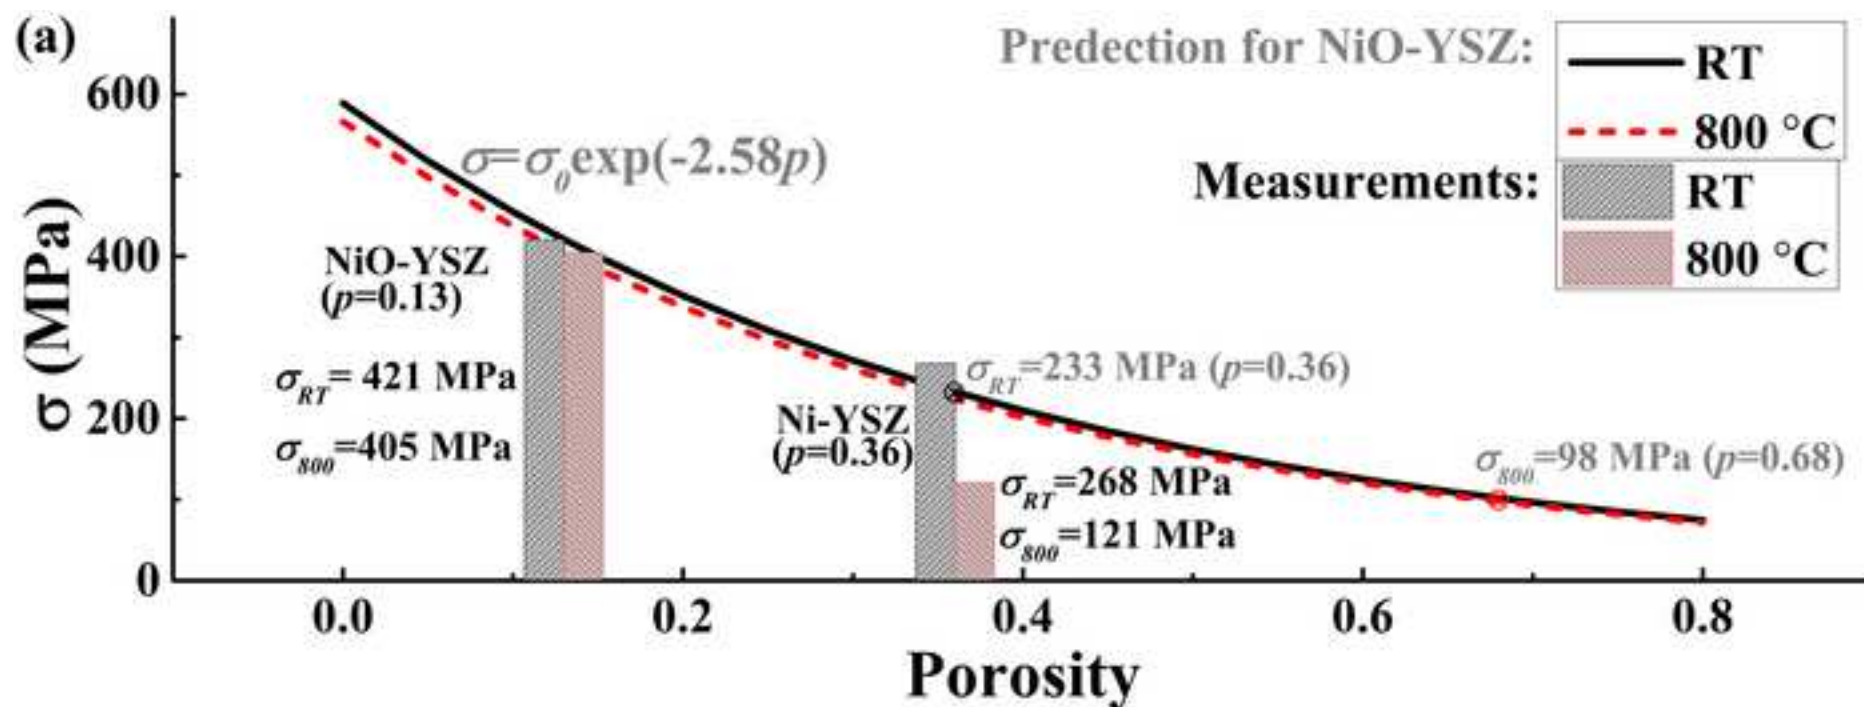 (a)
Predection for NiO-YSZ:
RT
800 °C
Measurements:
RT
800 °C
σ=σ0exp(-2.58p)
NiO-YSZ
(p=0.13)
σRT= 421 MPa
σ800=405 MPa
σRT=233 MPa (p=0.36)
Ni-YSZ
(p=0.36)
σRT=268 MPa
σ800=121 MPa
σ800=98 MPa (p=0.68)
σ (MPa)
600
400
200
0
0.0 0.2 0.4 0.6 0.8
Porosity